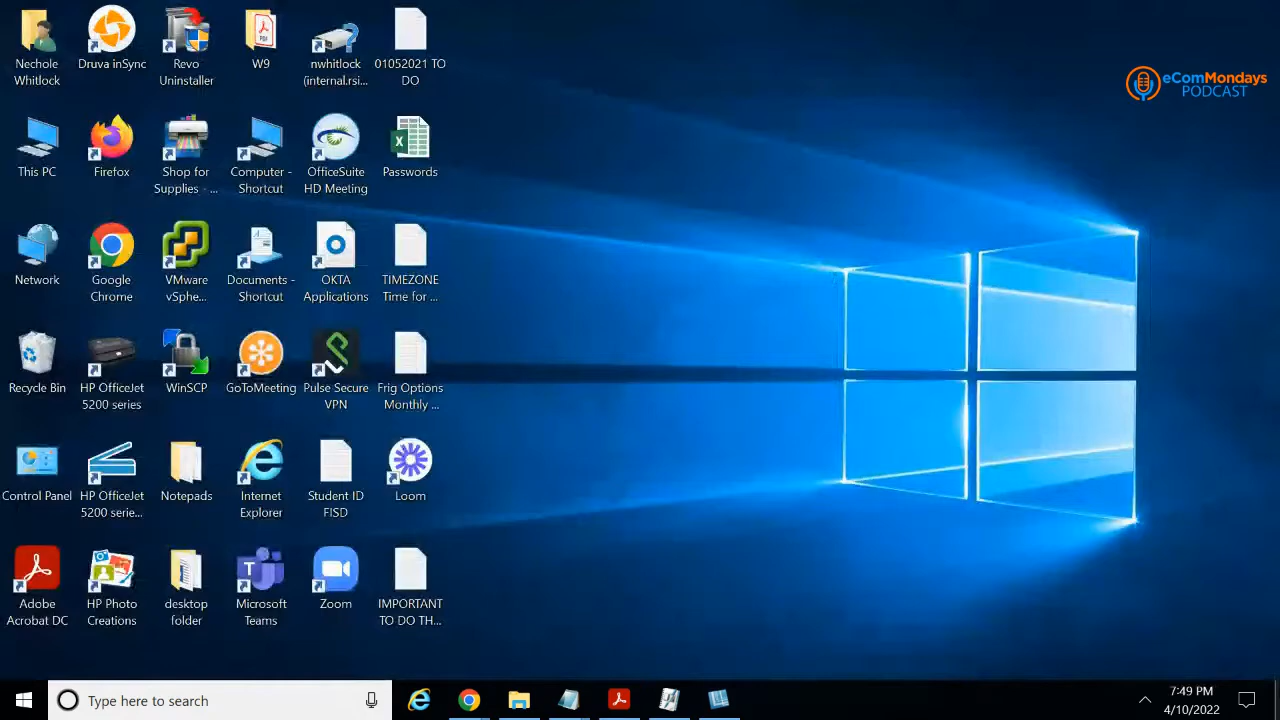 Nechole
Whitlock
Druva inSync
Revo
Uninstaller
W9
nwhitlock
(internal.rsi...
01052021 TO
DO
eComMondays
PODCAST
This PC
Firefox
Shop for
Supplies - ...
Computer -
Shortcut
OfficeSuite
HD Meeting
Passwords
Network
Google
Chrome
VMware
vSphe...
Documents -
Shortcut
OKTA
Applications
TIMEZONE
Time for ...
Recycle Bin
HP OfficeJet
5200 series
WinSCP
GoToMeeting
Pulse Secure
VPN
Frig Options
Monthly ...
Control Panel
HP OfficeJet
5200 serie...
Notepads
Internet
Explorer
Student ID
FISD
Loom
Adobe
Acrobat DC
HP Photo
Creations
desktop
folder
Microsoft
Teams
Zoom
IMPORTANT
TO DO TH...
Type here to search
7:49 PM
4/10/2022